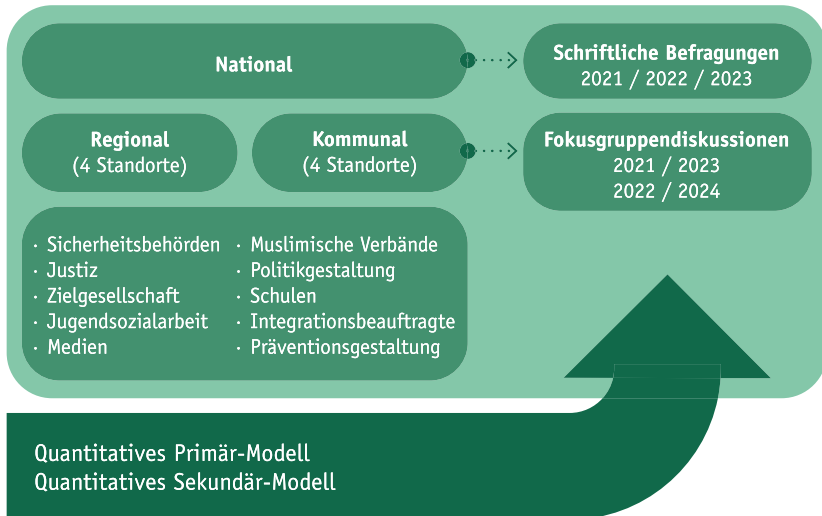 National
Schriftliche Befragungen
2021 / 2022 / 2023
Regional
(4 Standorte)
Kommunal
(4 Standorte)
Fokusgruppendiskussionen
2021 / 2023
2022 / 2024
· Sicherheitsbehörden
· Justiz
· Zielgesellschaft
· Jugendsozialarbeit
· Medien
· Muslimische Verbände
· Politikgestaltung
· Schulen
· Integrationsbeauftragte
· Präventionsgestaltung
Quantitatives Primär-Modell
Quantitatives Sekundär-Modell